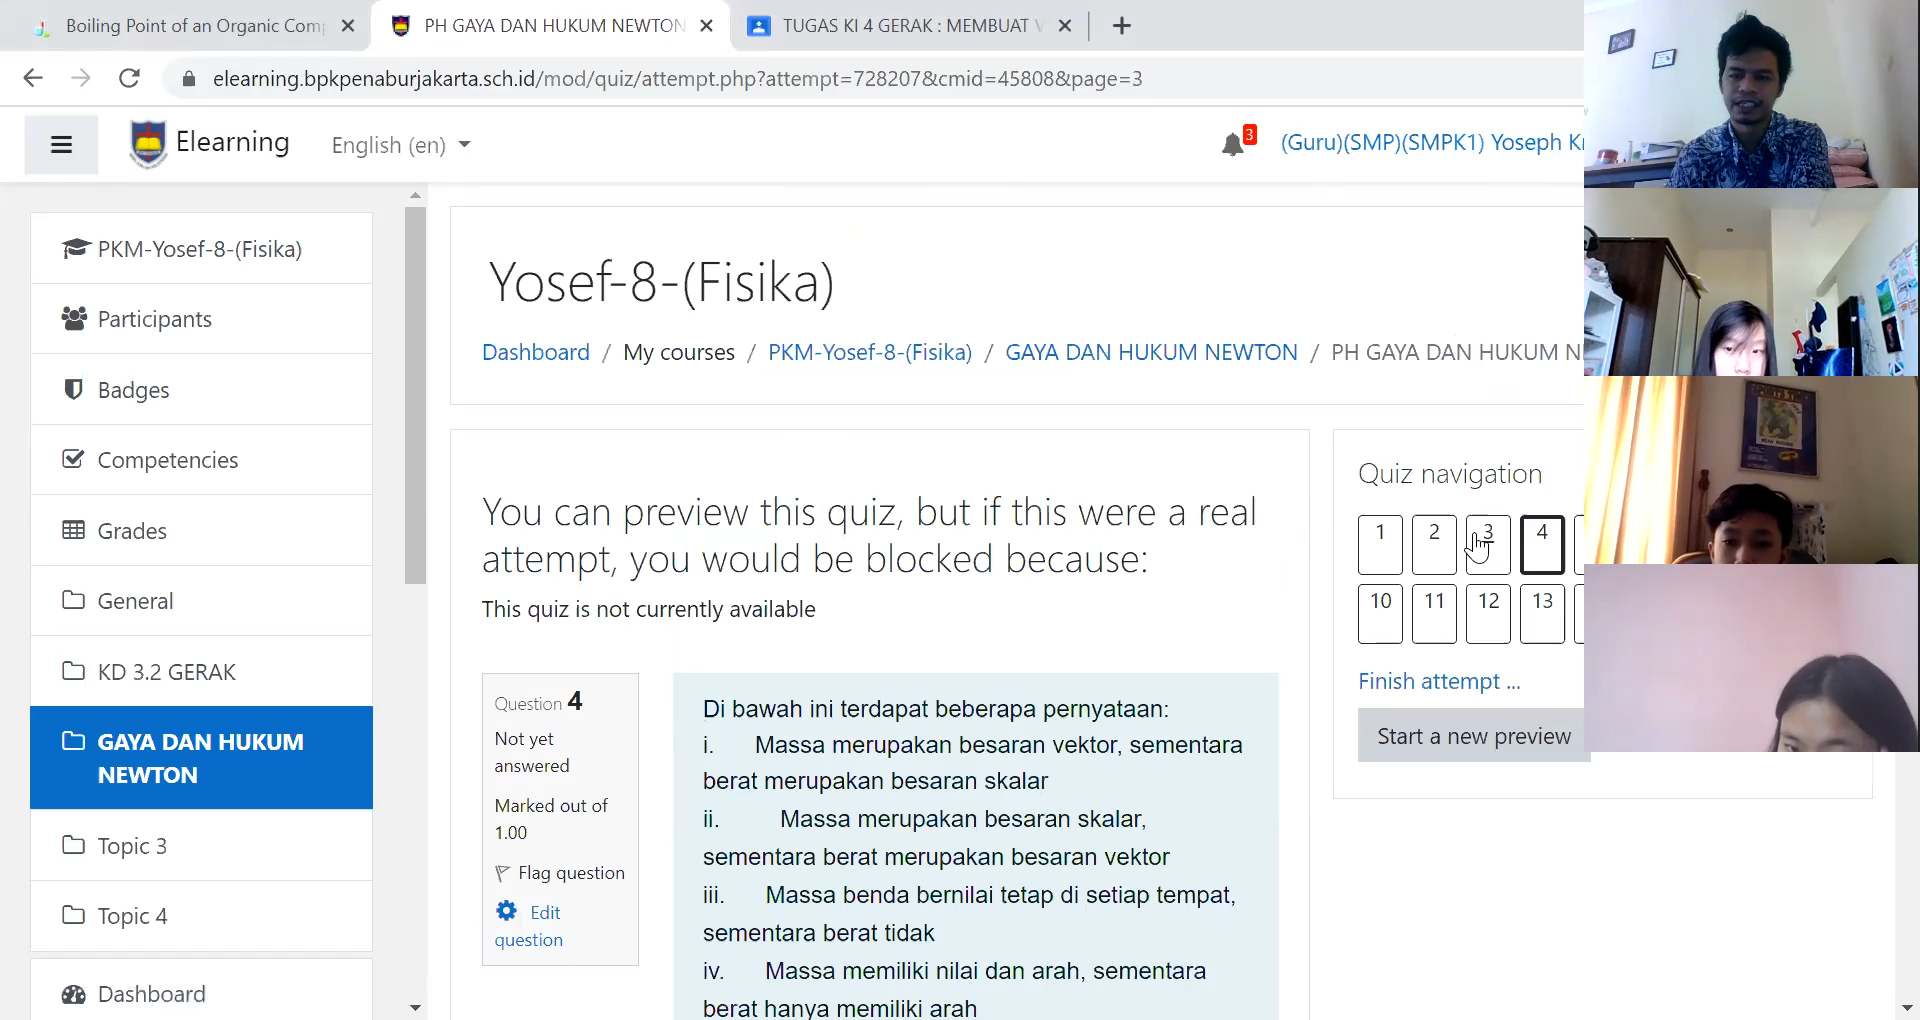 Boiling Point of an Organic Comp
PH GAYA DAN HUKUM NEWTON
TUGAS KI 4 GERAK : MEMBUAT V
elearning.bpkpenaburjakarta.sch.id/mod/quiz/attempt.php?attempt=728207&cmid=45808&page=3
Elearning
English (en)
3
(Guru)(SMP)(SMPK1) Yoseph Kr
PKM-Yosef-8-(Fisika)
Participants
Badges
Competencies
Grades
General
KD 3.2 GERAK
GAYA DAN HUKUM
NEWTON
Topic 3
Topic 4
Dashboard
Yosef-8-(Fisika)
Dashboard / My courses / PKM-Yosef-8-(Fisika) / GAYA DAN HUKUM NEWTON / PH GAYA DAN HUKUM N
You can preview this quiz, but if this were a real
attempt, you would be blocked because:
This quiz is not currently available
Question 4
Not yet
answered
Marked out of
1.00
Flag question
Edit
question
Di bawah ini terdapat beberapa pernyataan:
i. Massa merupakan besaran vektor, sementara
berat merupakan besaran skalar
ii. Massa merupakan besaran skalar,
sementara berat merupakan besaran vektor
iii. Massa benda bernilai tetap di setiap tempat,
sementara berat tidak
iv. Massa memiliki nilai dan arah, sementara
berat hanya memiliki arah
Quiz navigation
1 2 3 4
10 11 12 13
Finish attempt ...
Start a new preview